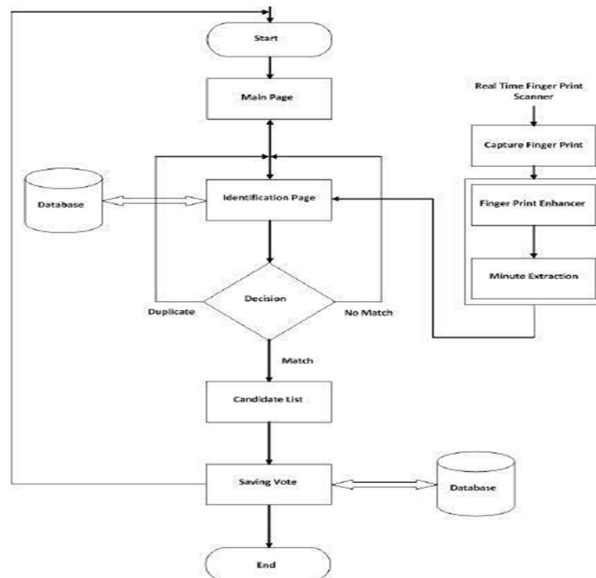 Start
Main Page
Real Time Finger Print
Scanner
Capture Finger Print
Database
Identification Page
Finger Print Enhancer
Minute Extraction
Decision
Duplicate
No Match
Match
Candidate List
Saving Vote
Database
End